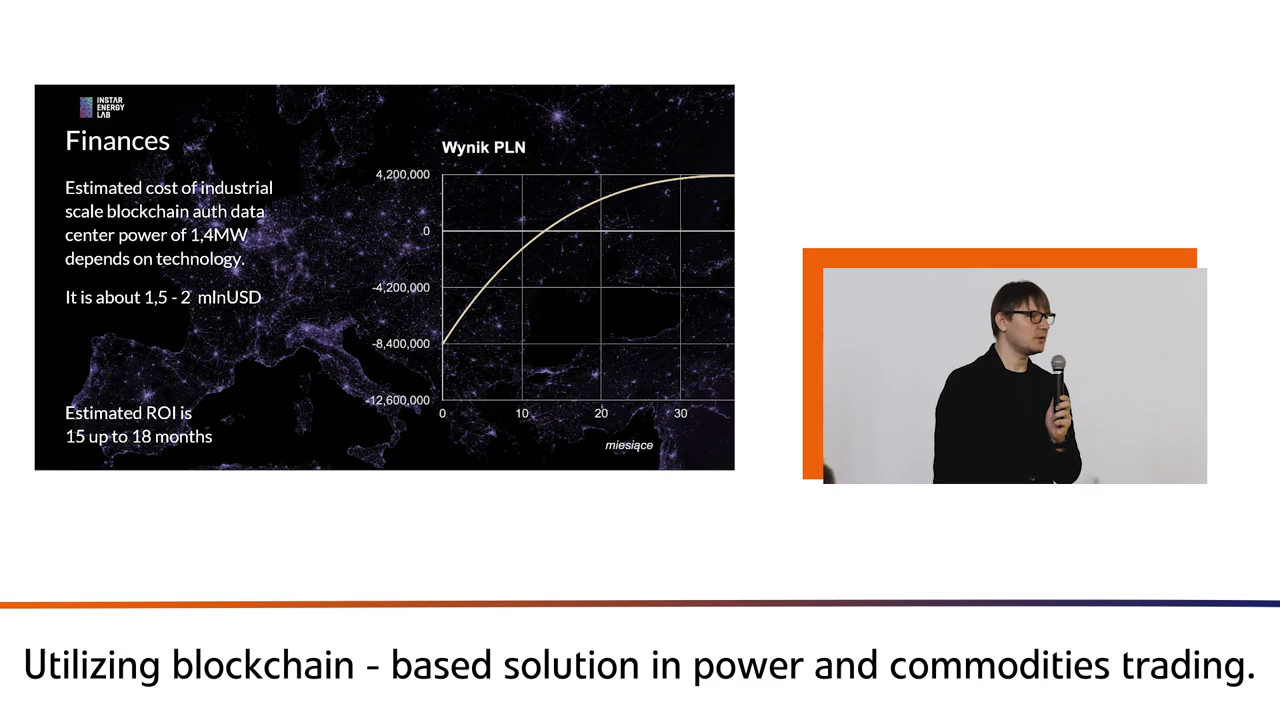 INSTAR
ENERGY
LAB
Finances
Estimated cost of industrial
scale blockchain auth data
center power of 1,4MW
depends on technology.
It is about 1,5 - 2 mlnUSD
Estimated ROI is
15 up to 18 months
Wynik PLN
4,200,000
0
-4,200,000
-8,400,000
-12,600,000
0 10 20 30
miesiące
Utilizing blockchain - based solution in power and commodities trading.